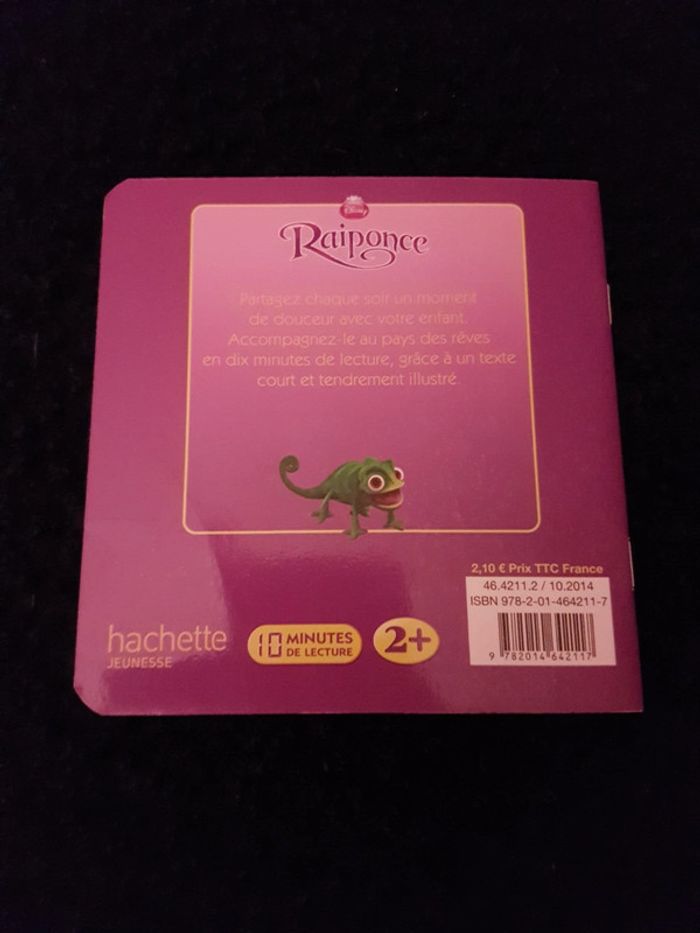 Disney
Raiponce
Partagez chaque soir un moment
de douceur avec votre enfant.
Accompagnez-le au pays des rêves
en dix minutes de lecture, grâce à un texte
court et tendrement illustré.
2,10 € Prix TTC France
46.4211.2 / 10.2014
ISBN 978-2-01-464211-7
9 782014 642117
hachette
JEUNESSE
10 MINUTES
DE LECTURE
2+